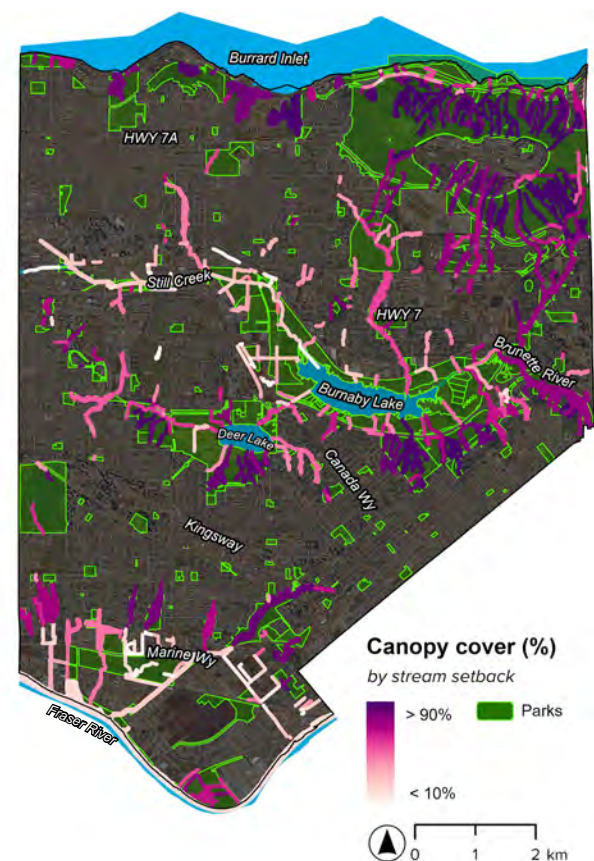 Burrard Inlet
HWY 7A
Still Creek
HWY 7
Brunette River
Burnaby Lake
Deer Lake
Canada Wy
Kingsway
Marine Wy
Fraser River
Canopy cover (%)
by stream setback
> 90%
Parks
< 10%
0 1 2 km